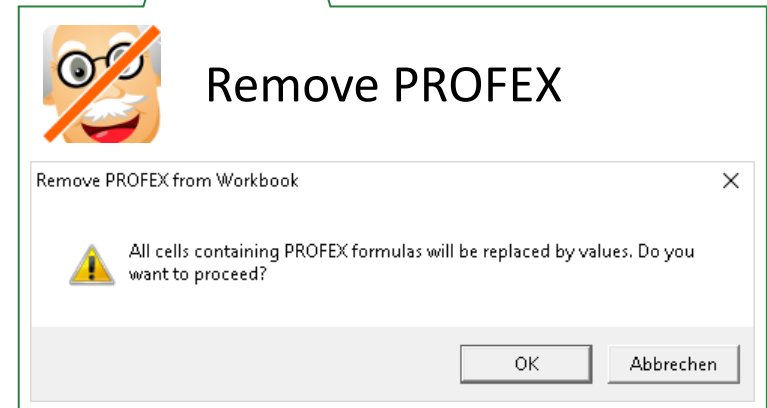 Remove PROFEX
Remove PROFEX from Workbook
All cells containing PROFEX formulas will be replaced by values. Do you
want to proceed?
OK
Abbrechen